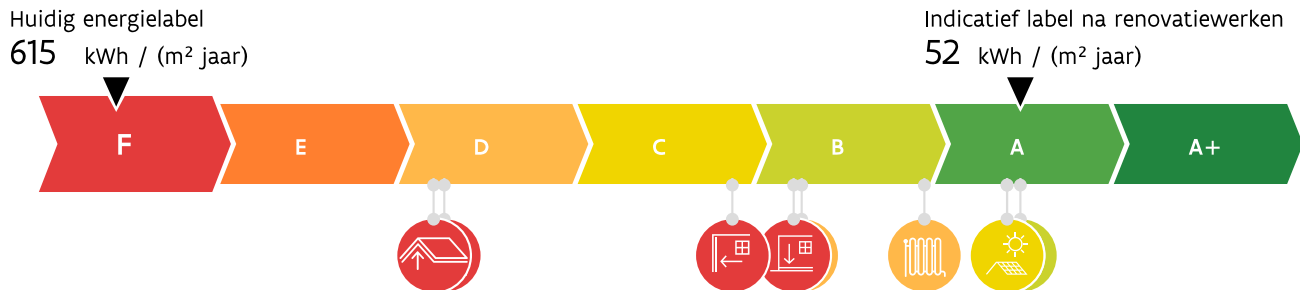 Huidig energielabel
615 kWh / (m² jaar)
Indicatief label na renovatiewerken
52 kWh / (m² jaar)
F E D C B A A+